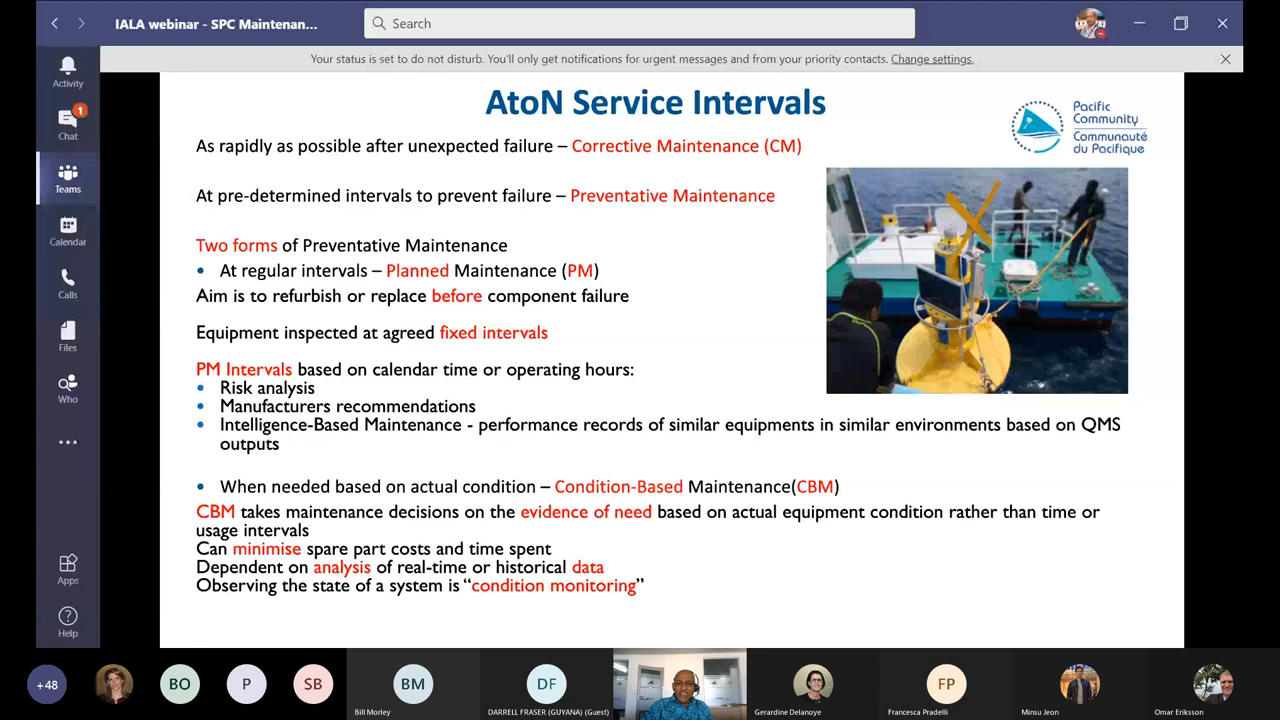 IALA webinar - SPC Maintenan...
Search
Your status is set to do not disturb. You'll only get notifications for urgent messages and from your priority contacts. Change settings.
Activity
Chat
1
Teams
Calendar
Calls
Files
Who
Apps
Help
AtoN Service Intervals
Pacific
Community
Communauté
du Pacifique
As rapidly as possible after unexpected failure – Corrective Maintenance (CM)
At pre-determined intervals to prevent failure – Preventative Maintenance
Two forms of Preventative Maintenance
• At regular intervals – Planned Maintenance (PM)
Aim is to refurbish or replace before component failure
Equipment inspected at agreed fixed intervals
PM Intervals based on calendar time or operating hours:
• Risk analysis
• Manufacturers recommendations
• Intelligence-Based Maintenance - performance records of similar equipments in similar environments based on QMS
outputs
• When needed based on actual condition – Condition-Based Maintenance(CBM)
CBM takes maintenance decisions on the evidence of need based on actual equipment condition rather than time or
usage intervals
Can minimise spare part costs and time spent
Dependent on analysis of real-time or historical data
Observing the state of a system is “condition monitoring”
+48
BO
P
SB
BM
Bill Morley
DF
DARRELL FRASER (GUYANA) (Guest)
Gerardine Delanoye
FP
Francesca Pradelli
Minsu Jeon
Omar Eriksson